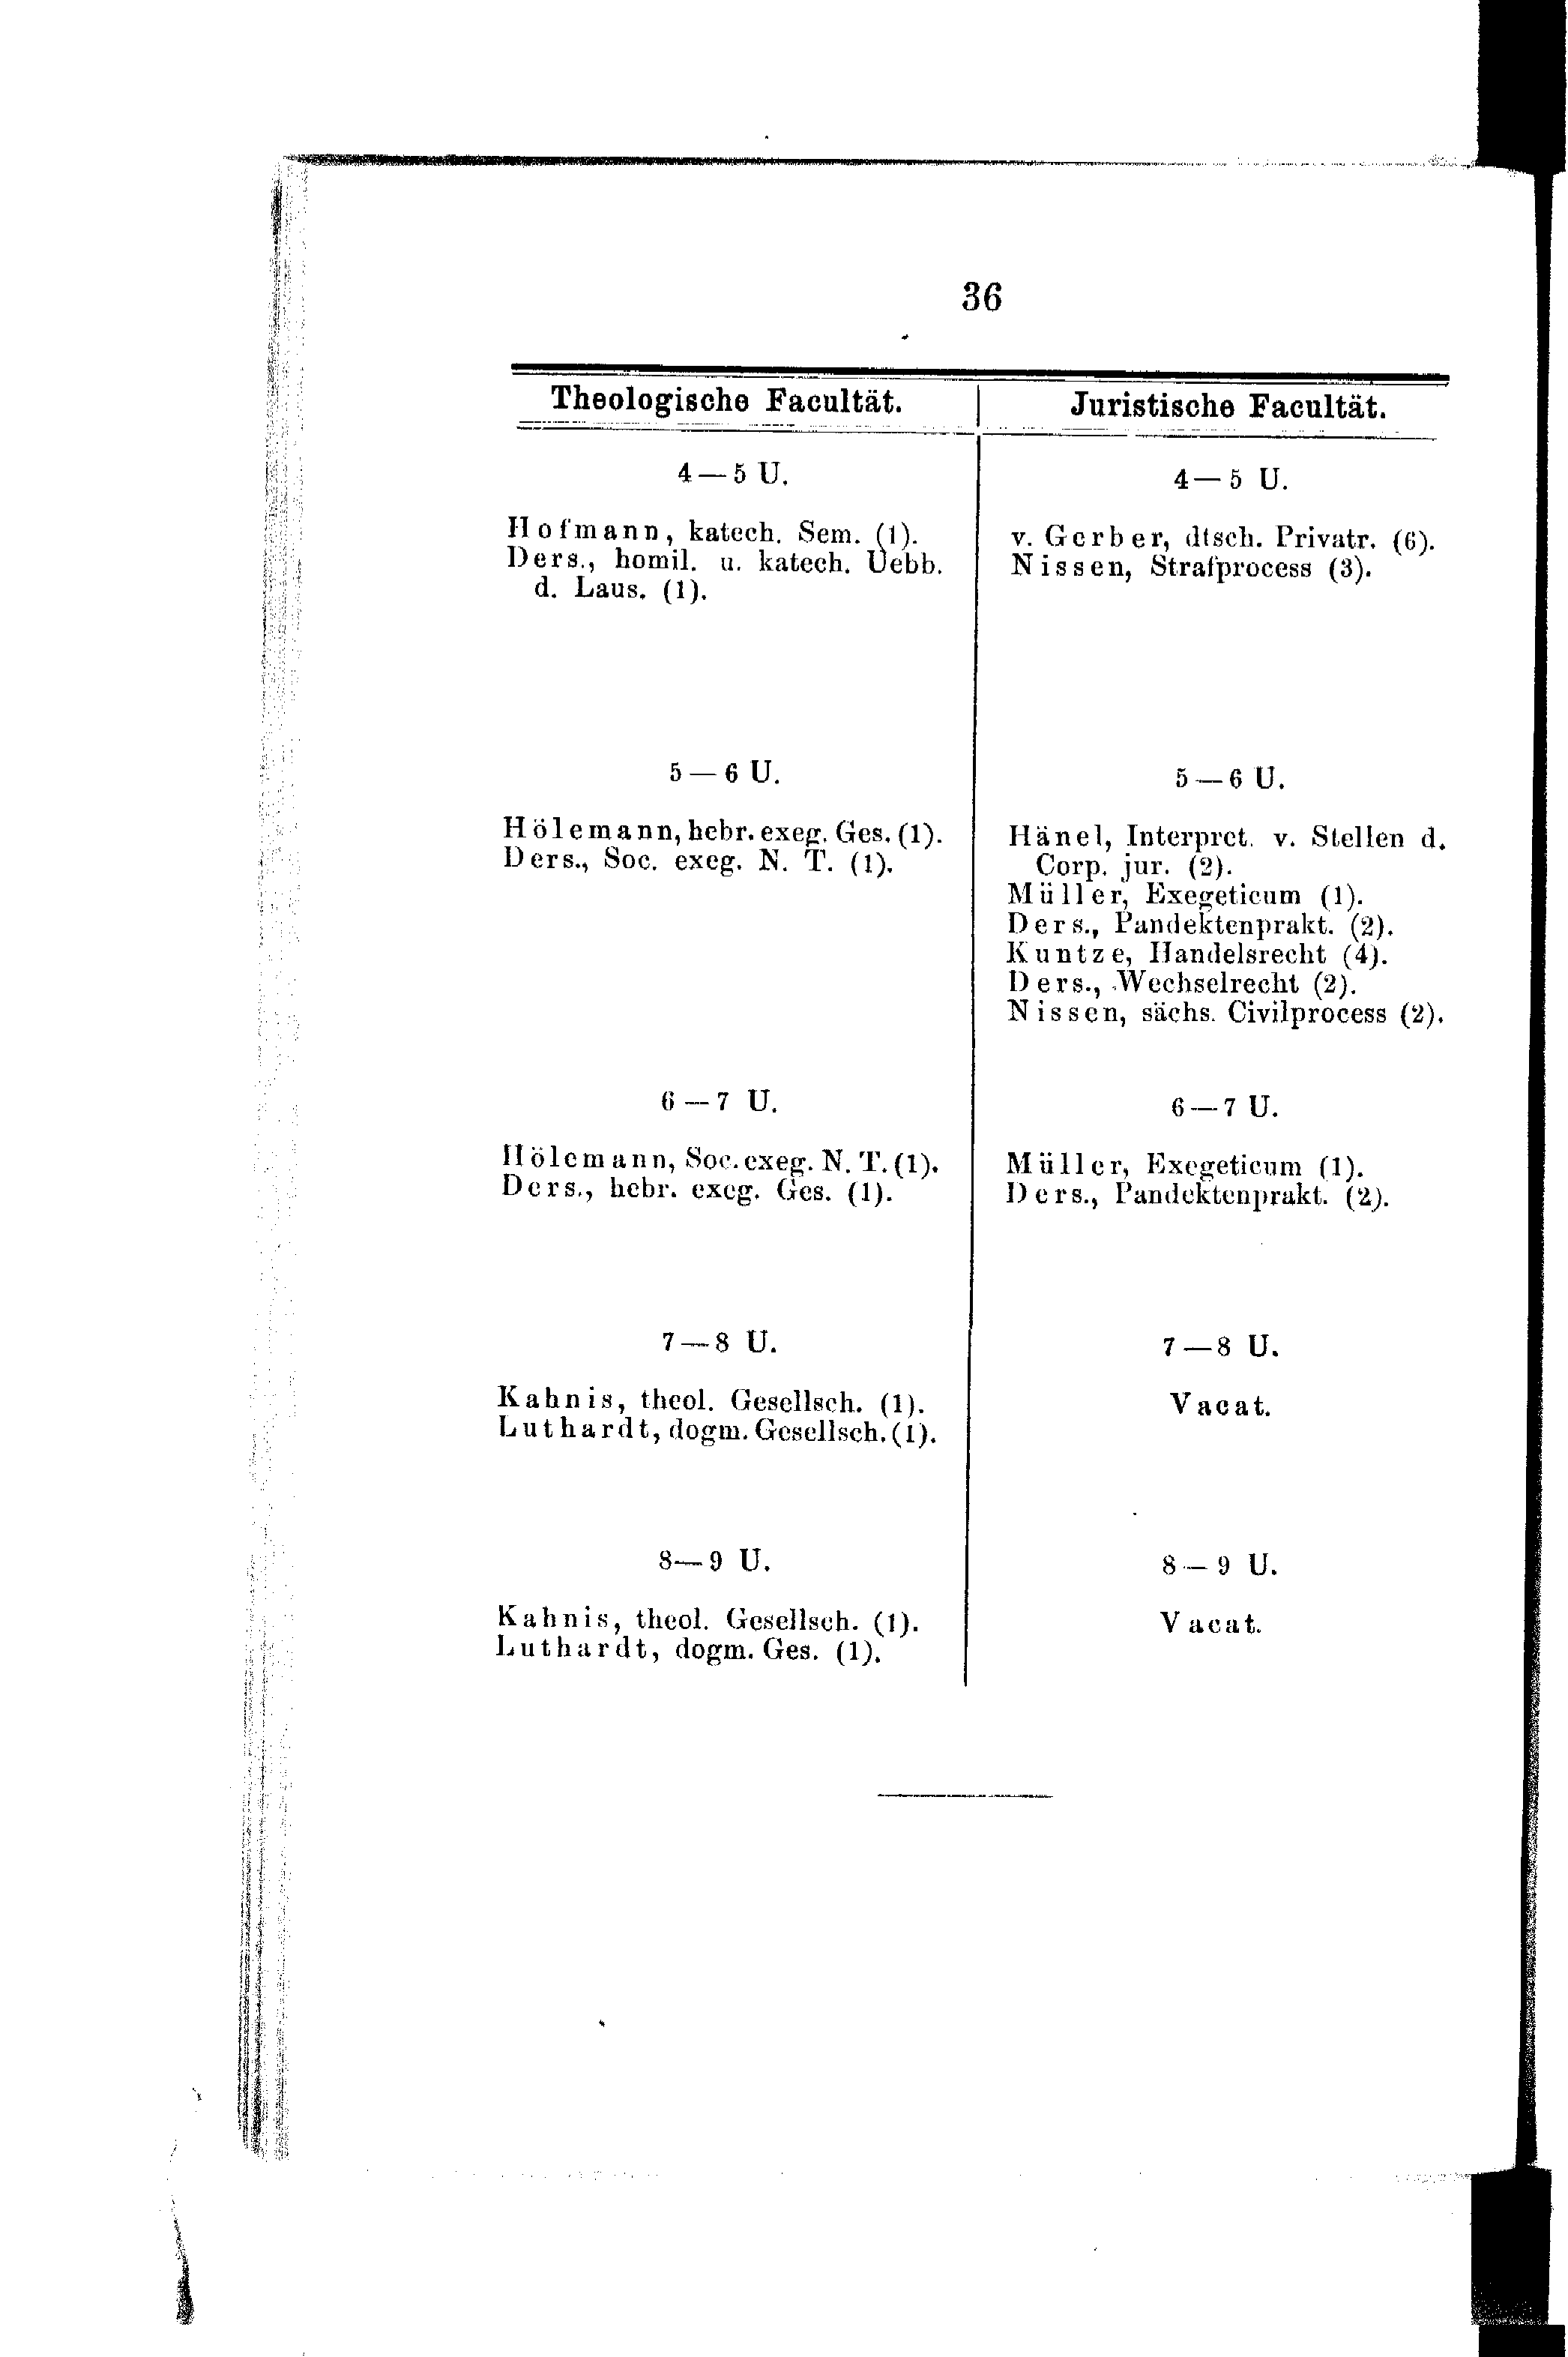 36
Theologische Facultät.
4—5 U.
Hofmann, katech. Sem. (1).
Ders., homil. u. katech. Uebb.
d. Laus. (1).
5—6 U.
Hölemann, hebr. exeg. Ges. (1).
Ders., Soc. exeg. N. T. (1).
6—7 U.
Hölemann, Soc. exeg. N. T. (1).
Ders., hebr. exeg. Ges. (1).
7—8 U.
Kahnis, theol. Gesellsch. (1).
Luthardt, dogm. Gesellsch. (1).
8—9 U.
Kahnis, theol. Gesellsch. (1).
Luthardt, dogm. Ges. (1).
Juristische Facultät.
4—5 U.
v. Gerber, dtsch. Privatr. (6).
Nissen, Strafprocess (3).
5—6 U.
Hänel, Interpret. v. Stellen d.
Corp. jur. (2).
Müller, Exegeticum (1).
Ders., Pandektenprakt. (2).
Kuntze, Handelsrecht (4).
Ders., Wechselrecht (2).
Nissen, sächs. Civilprocess (2).
6—7 U.
Müller, Exegeticum (1).
Ders., Pandektenprakt. (2).
7—8 U.
Vacat.
8—9 U.
Vacat.